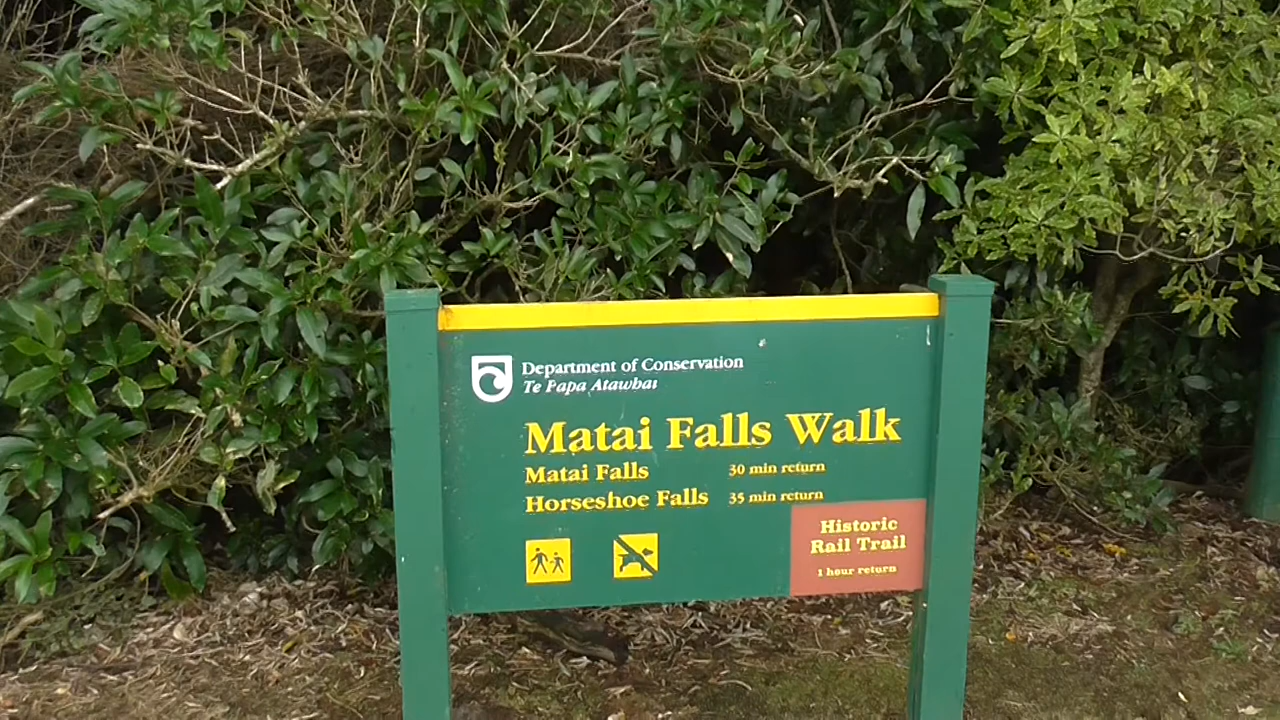 Department of Conservation
Te Papa Atawhai
Matai Falls Walk
Matai Falls 30 min return
Horseshoe Falls 35 min return
Historic
Rail Trail
1 hour return